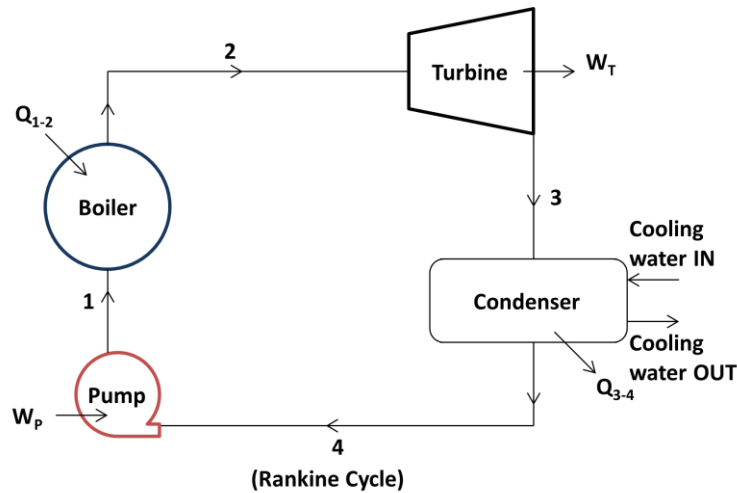 2
Turbine
W_T
Q_1-2
Boiler
3
Cooling
water IN
1
Condenser
Cooling
water OUT
Q_3-4
Pump
W_P
4
(Rankine Cycle)